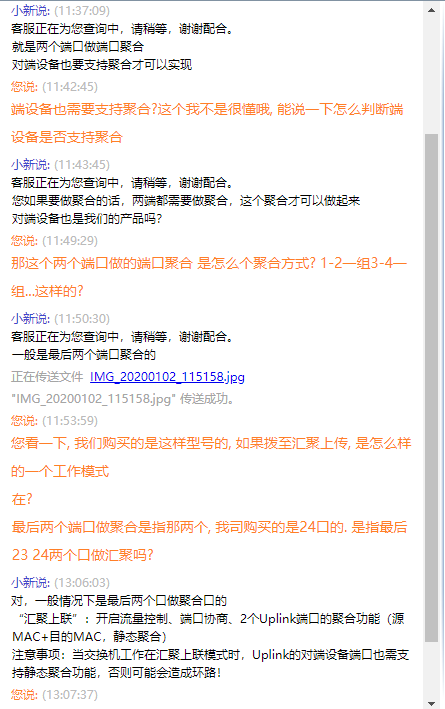 小新说: (11:37:09)
客服正在为您查询中，请稍等，谢谢配合。
就是两个端口做端口聚合
对端设备也要支持聚合才可以实现
您说: (11:42:45)
端设备也需要支持聚合?这个我不是很懂哦, 能说一下怎么判断端
设备是否支持聚合
小新说: (11:43:45)
客服正在为您查询中，请稍等，谢谢配合。
您如果要做聚合的话，两端都需要做聚合，这个聚合才可以做起来
对端设备也是我们的产品吗?
您说: (11:49:29)
那这个两个端口做的端口聚合 是怎么个聚合方式? 1-2一组3-4一
组...这样的?
小新说: (11:50:30)
客服正在为您查询中，请稍等，谢谢配合。
一般是最后两个端口聚合的
正在传送文件 IMG_20200102_115158.jpg
"IMG_20200102_115158.jpg" 传送成功。
您说: (11:53:59)
您看一下, 我们购买的是这样型号的, 如果拨至汇聚上传, 是怎么样
的一个工作模式
在?
最后两个端口做聚合是指那两个, 我司购买的是24口的. 是指最后
23 24两个口做汇聚吗?
小新说: (13:06:03)
对，一般情况下是最后两个口做聚合口的
“汇聚上联”：开启流量控制、端口协商、2个Uplink端口的聚合功能（源
MAC+目的MAC，静态聚合）
注意事项：当交换机工作在汇聚上联模式时，Uplink的对端设备端口也需支
持静态聚合功能，否则可能会造成环路！
您说: (13:07:37)